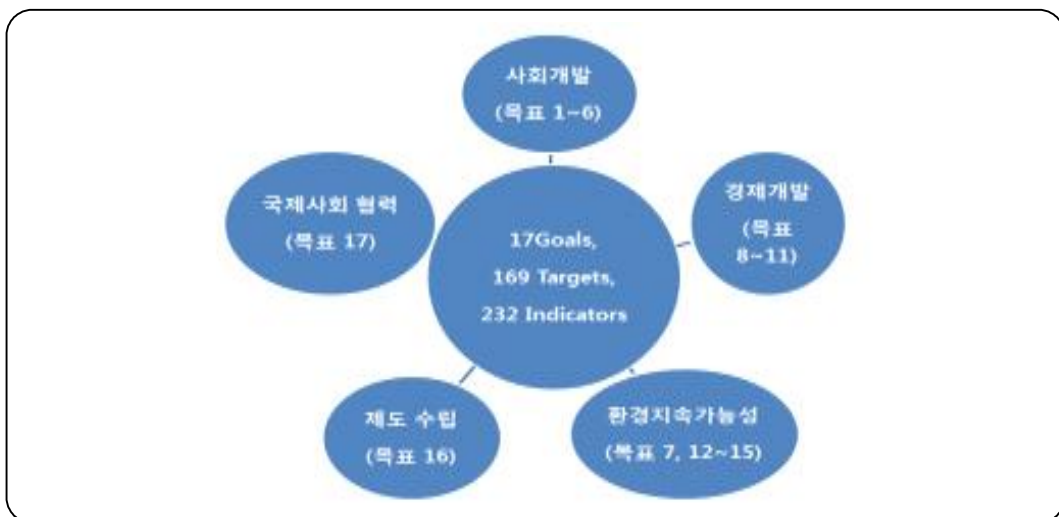 사회개발
(목표 1~6)
국제사회 협력
(목표 17)
경제개발
(목표
8~11)
17Goals,
169 Targets,
232 Indicators
제도 수립
(목표 16)
환경지속가능성
(목표 7, 12~15)